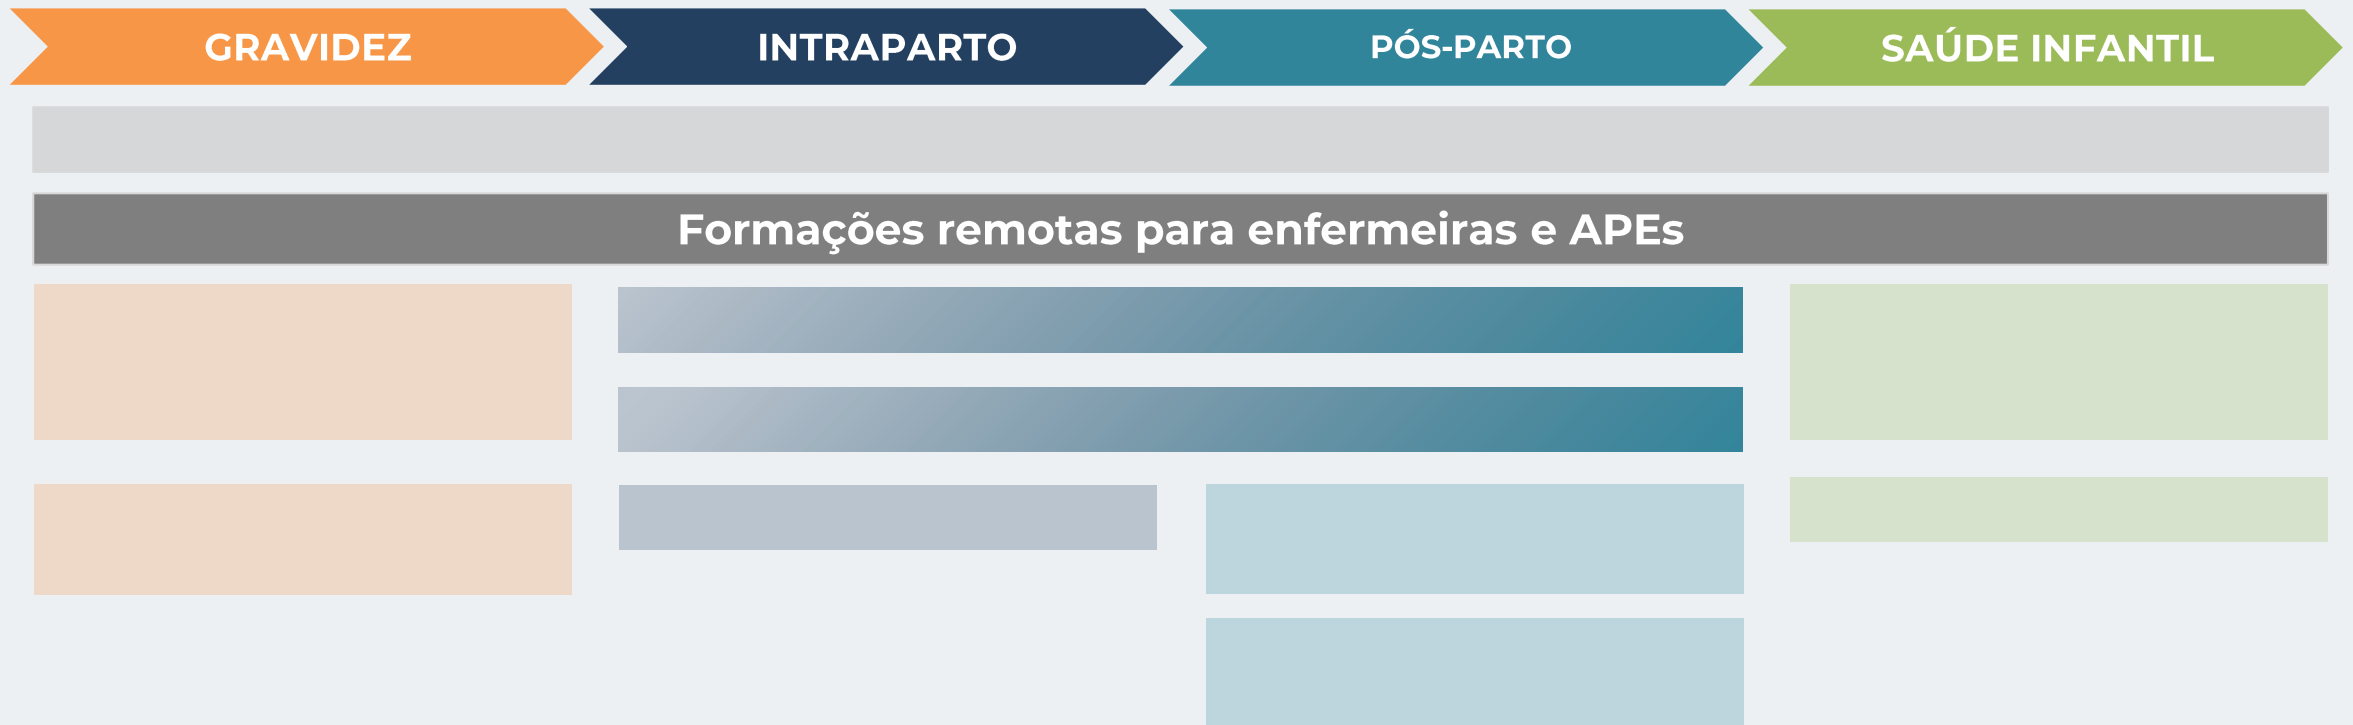 GRAVIDEZ
INTRAPARTO
PÓS-PARTO
SAÚDE INFANTIL
Formações remotas para enfermeiras e APEs